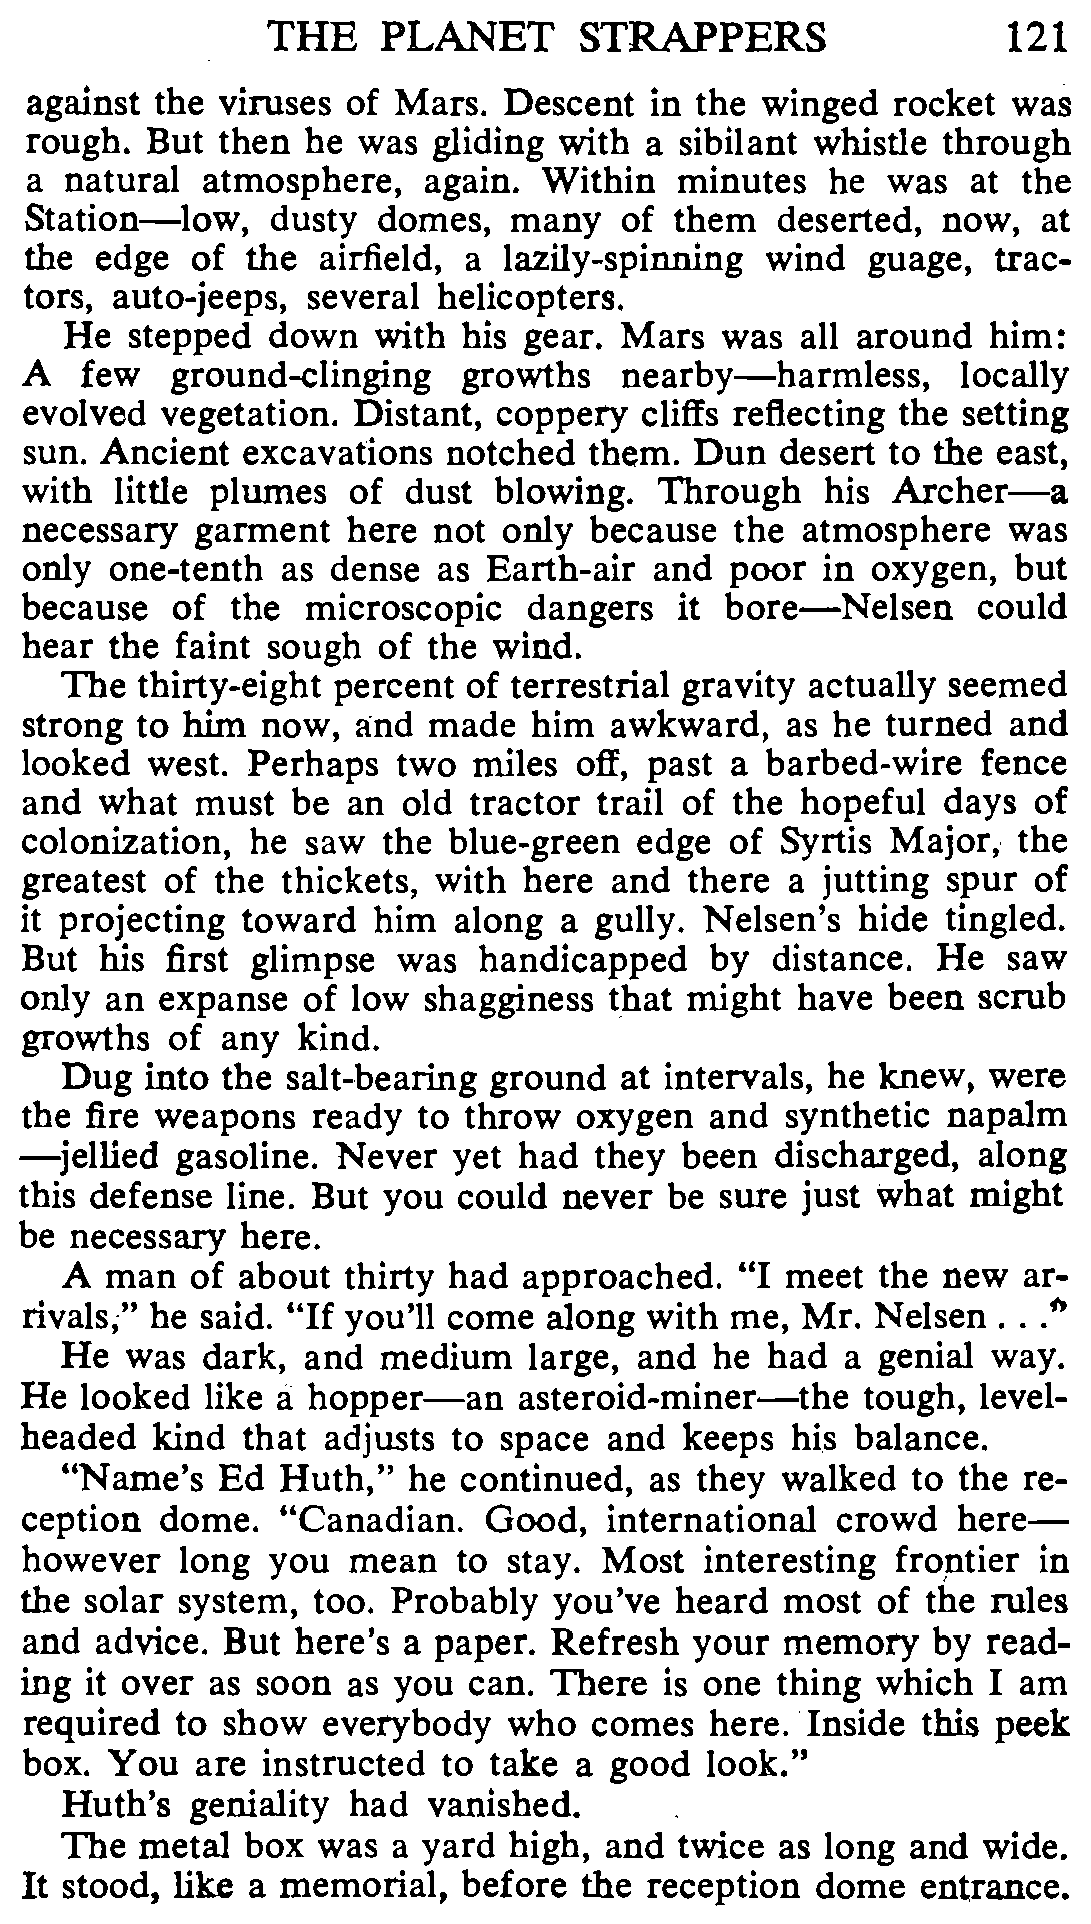 THE PLANET STRAPPERS 121
against the viruses of Mars. Descent in the winged rocket was
rough. But then he was gliding with a sibilant whistle through
a natural atmosphere, again. Within minutes he was at the
Station—low, dusty domes, many of them deserted, now, at
the edge of the airfield, a lazily-spinning wind guage, trac-
tors, auto-jeeps, several helicopters.
He stepped down with his gear. Mars was all around him:
A few ground-clinging growths nearby—harmless, locally
evolved vegetation. Distant, coppery cliffs reflecting the setting
sun. Ancient excavations notched them. Dun desert to the east,
with little plumes of dust blowing. Through his Archer—a
necessary garment here not only because the atmosphere was
only one-tenth as dense as Earth-air and poor in oxygen, but
because of the microscopic dangers it bore—Nelsen could
hear the faint sough of the wind.
The thirty-eight percent of terrestrial gravity actually seemed
strong to him now, and made him awkward, as he turned and
looked west. Perhaps two miles off, past a barbed-wire fence
and what must be an old tractor trail of the hopeful days of
colonization, he saw the blue-green edge of Syrtis Major, the
greatest of the thickets, with here and there a jutting spur of
it projecting toward him along a gully. Nelsen's hide tingled.
But his first glimpse was handicapped by distance. He saw
only an expanse of low shagginess that might have been scrub
growths of any kind.
Dug into the salt-bearing ground at intervals, he knew, were
the fire weapons ready to throw oxygen and synthetic napalm
—jellied gasoline. Never yet had they been discharged, along
this defense line. But you could never be sure just what might
be necessary here.
A man of about thirty had approached. "I meet the new ar-
rivals," he said. "If you'll come along with me, Mr. Nelsen . . ."
He was dark, and medium large, and he had a genial way.
He looked like a hopper—an asteroid-miner—the tough, level-
headed kind that adjusts to space and keeps his balance.
"Name's Ed Huth," he continued, as they walked to the re-
ception dome. "Canadian. Good, international crowd here—
however long you mean to stay. Most interesting frontier in
the solar system, too. Probably you've heard most of the rules
and advice. But here's a paper. Refresh your memory by read-
ing it over as soon as you can. There is one thing which I am
required to show everybody who comes here. Inside this peek
box. You are instructed to take a good look."
Huth's geniality had vanished.
The metal box was a yard high, and twice as long and wide.
It stood, like a memorial, before the reception dome entrance.